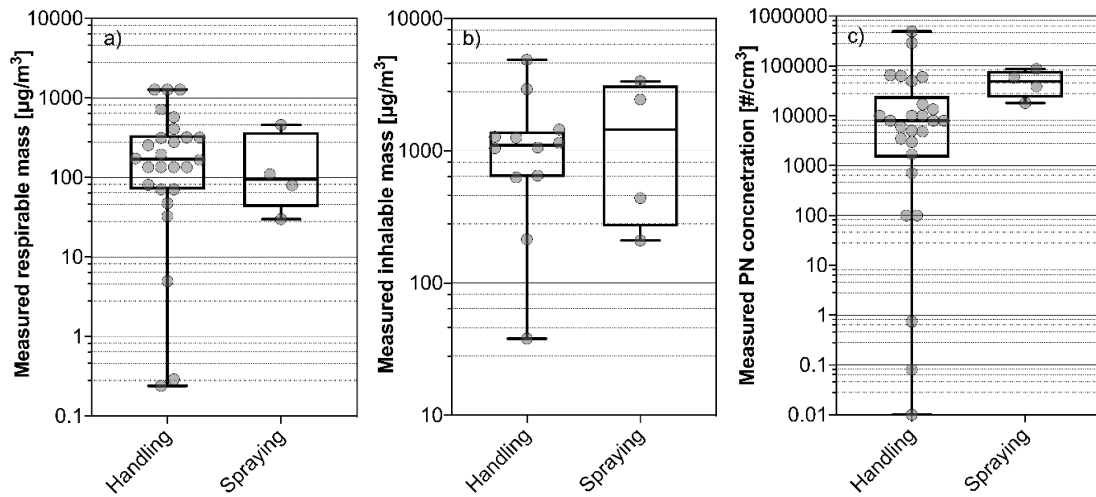 a)
Measured respirable mass [µg/m³]
10000
1000
100
10
1
0.1
Handling
Spraying
b)
Measured inhalable mass [µg/m³]
10000
1000
100
10
Handling
Spraying
c)
Measured PN concnetration [#/cm³]
1000000
100000
10000
1000
100
10
1
0.1
0.01
Handling
Spraying